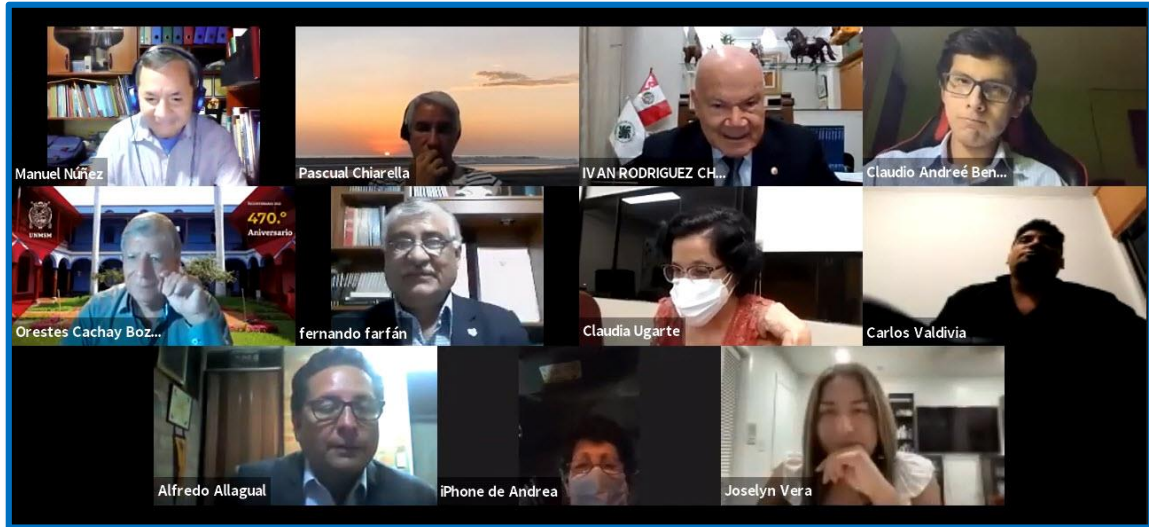 Manuel Núñez
Pascual Chiarella
IVAN RODRIGUEZ CH...
Claudio Andreé Ben...
UNMSM
470.°
Aniversario
Orestes Cachay Boz...
fernando farfán
Claudia Ugarte
Carlos Valdivia
Alfredo Allagual
iPhone de Andrea
Joselyn Vera